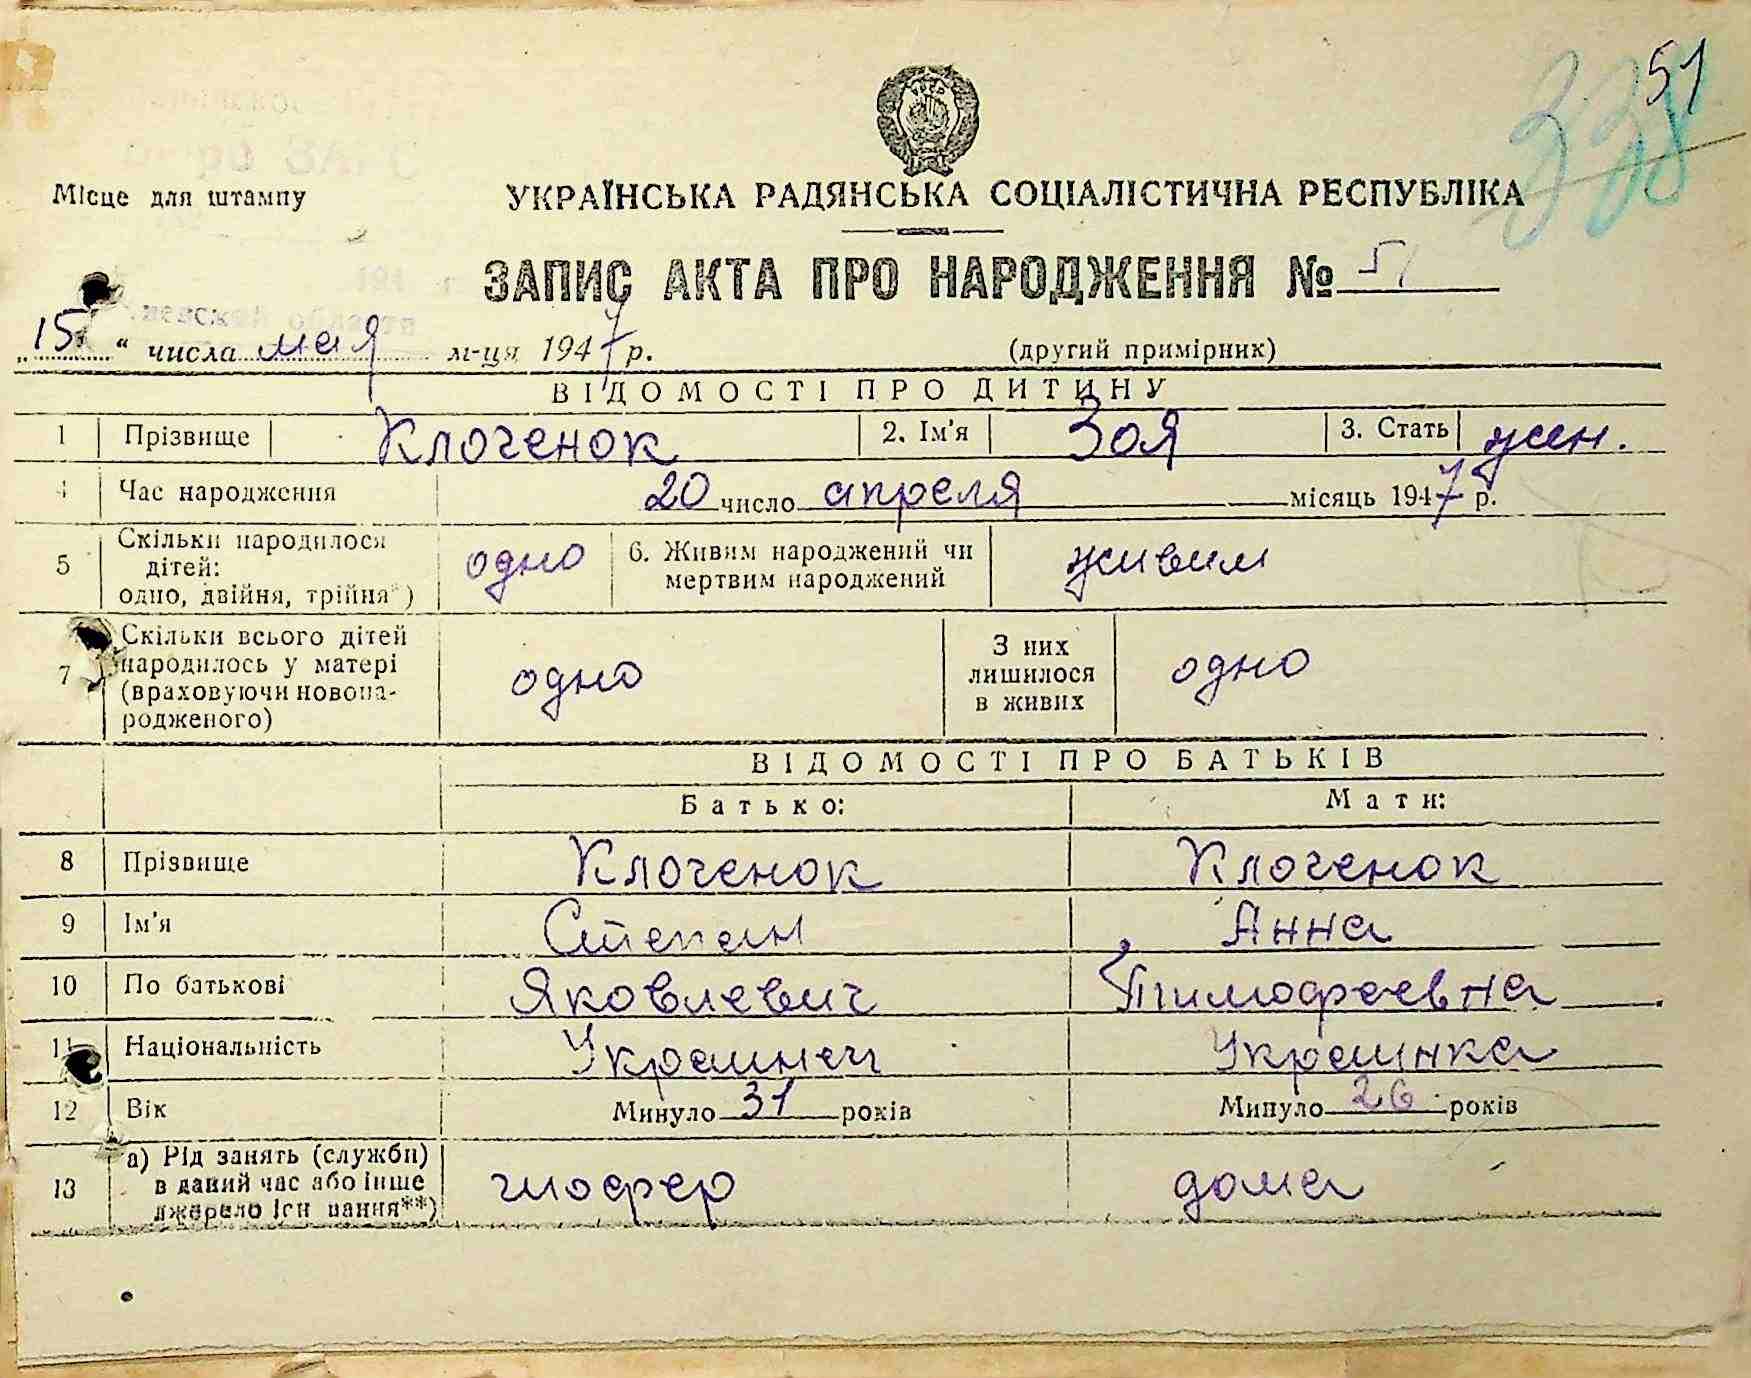 51
338
Місце для штампу
УКРАЇНСЬКА РАДЯНСЬКА СОЦІАЛІСТИЧНА РЕСПУБЛІКА
ЗАПИС АКТА ПРО НАРОДЖЕННЯ № 51
„15“ числа мая м-ця 1947 р. (другий примірник)
ВІДОМОСТІ ПРО ДИТИНУ
1 Прізвище Клоченок 2. Ім'я Зоя 3. Стать жен.
4 Час народження 20 число апреля місяць 1947 р.
5 Скільки народилося дітей: одно, двійня, трійня*) одно 6. Живим народжений чи мертвим народжений живим
7 Скільки всього дітей народилось у матері (враховуючи новонародженого) одно З них лишилося в живих одно
ВІДОМОСТІ ПРО БАТЬКІВ
Батько: Мати:
8 Прізвище Клоченок Клоченок
9 Ім'я Степан Анна
10 По батькові Яковлевич Тимофеевна
11 Національність Украинец Украинка
12 Вік Минуло 31 років Минуло 26 років
13 а) Рід занять (служби) в даний час або інше джерело існування**) шофер дома